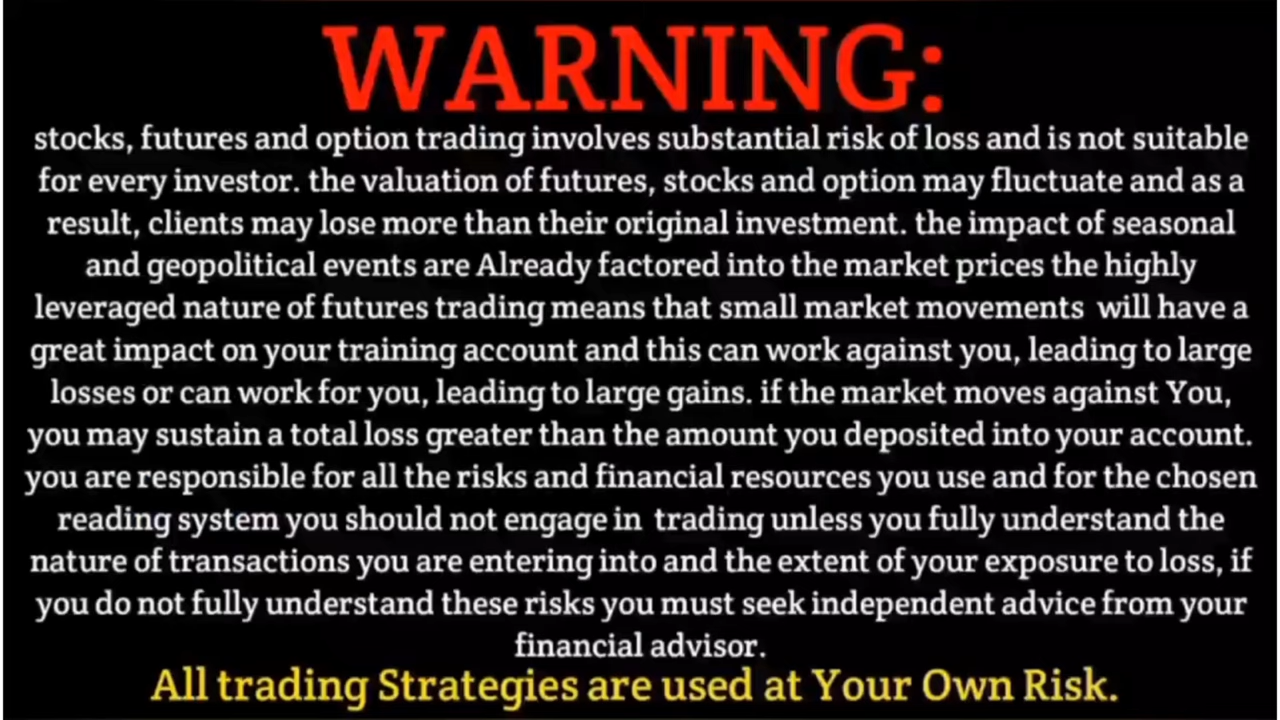 WARNING:
stocks, futures and option trading involves substantial risk of loss and is not suitable
for every investor. the valuation of futures, stocks and option may fluctuate and as a
result, clients may lose more than their original investment. the impact of seasonal
and geopolitical events are Already factored into the market prices the highly
leveraged nature of futures trading means that small market movements will have a
great impact on your training account and this can work against you, leading to large
losses or can work for you, leading to large gains. if the market moves against You,
you may sustain a total loss greater than the amount you deposited into your account.
you are responsible for all the risks and financial resources you use and for the chosen
reading system you should not engage in trading unless you fully understand the
nature of transactions you are entering into and the extent of your exposure to loss, if
you do not fully understand these risks you must seek independent advice from your
financial advisor.
All trading Strategies are used at Your Own Risk.